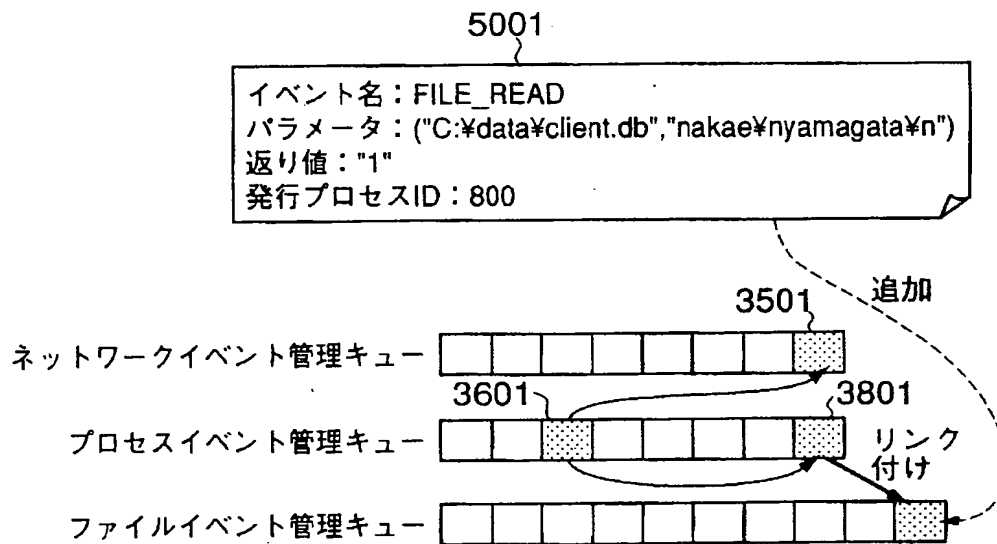 5001
イベント名：FILE_READ
パラメータ：("C:¥data¥client.db","nakae¥nyamagata¥n")
返り値："1"
発行プロセスID：800
追加
3501
ネットワークイベント管理キュー
3601
3801
プロセスイベント管理キュー
リンク
付け
ファイルイベント管理キュー